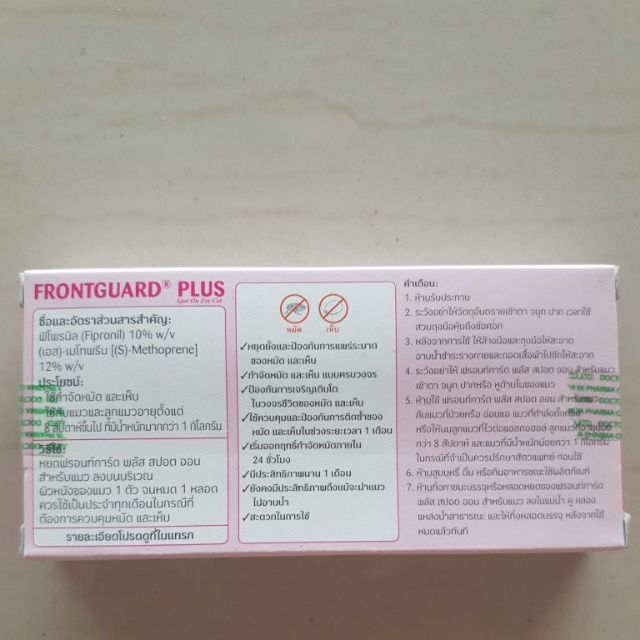 FRONTGUARD® PLUS
Spot On For Cat
ชื่อและอัตราส่วนสารสำคัญ:
ฟิโพรนิล (Fipronil) 10% w/v
(เอส)-เมโทพรีน [(S)-Methoprene]
12% w/v
ประโยชน์:
ใช้กำจัดหมัด และเห็บ
ใช้กับแมวและลูกแมวอายุตั้งแต่
8 สัปดาห์ขึ้นไป ที่มีน้ำหนักมากกว่า 1 กิโลกรัม
วิธีใช้:
หยดฟรอนท์การ์ด พลัส สปอต ออน
สำหรับแมว ลงบนบริเวณ
ผิวหนังของแมว 1 ตัว จนหมด 1 หลอด
ควรใช้เป็นประจำทุกเดือนในกรณีที่
ต้องการควบคุมหมัด และเห็บ
รายละเอียดโปรดดูที่ใบแทรก
หมัด เห็บ
✓หยุดยั้งและป้องกันการแพร่ระบาด
ของหมัด และเห็บ
✓กำจัดหมัด และเห็บ แบบครบวงจร
✓ป้องกันการเจริญเติบโต
ในวงจรชีวิตของหมัด และเห็บ
✓ใช้ควบคุมและป้องกันการติดซ้ำของ
หมัด และเห็บในช่วงระยะเวลา 1 เดือน
✓เริ่มออกฤทธิ์กำจัดหมัดภายใน
24 ชั่วโมง
✓มีประสิทธิภาพนาน 1 เดือน
✓ยังคงมีประสิทธิภาพถึงแม้จะนำแมว
ไปอาบน้ำ
✓สะดวกในการใช้
คำเตือน:
1. ห้ามรับประทาน
2. ระวังอย่าให้วัตถุอันตรายเข้าตา จมูก ปาก เวลาใช้
สวมถุงมือหุ้มถึงข้อศอก
3. หลังจากการใช้ ให้ล้างมือและถุงมือให้สะอาด
อาบน้ำชำระร่างกายและถอดเสื้อผ้าไปซักให้สะอาด
4. ระวังอย่าให้ ฟรอนท์การ์ด พลัส สปอต ออน สำหรับแมว
เข้าตา จมูก ปากหรือ หูด้านในของแมว
5. ห้ามใช้ ฟรอนท์การ์ด พลัส สปอต ออน สำหรับแมว
กับแมวที่ป่วยหรือ อ่อนแอ แมวที่กำลังตั้งท้อง
หรือให้นมลูกแมวที่ไวต่อแอลกอฮอล์ ลูกแมวที่อายุน้อย
กว่า 8 สัปดาห์ และแมวที่มีน้ำหนักน้อยกว่า 1 กิโลกรัม
ในกรณีที่จำเป็นควรปรึกษาสัตวแพทย์ ก่อนใช้
6. ห้ามสูบบุหรี่ ดื่ม หรือกินอาหารขณะใช้ผลิตภัณฑ์
7. ห้ามทิ้งภาชนะบรรจุหรือหลอดหยดของฟรอนท์การ์ด
พลัส สปอต ออน สำหรับแมว ลงในแม่น้ำ คู คลอง
แหล่งน้ำสาธารณะ และให้ทิ้งหลอดบรรจุ หลังจากใช้
หมดแล้วทันที